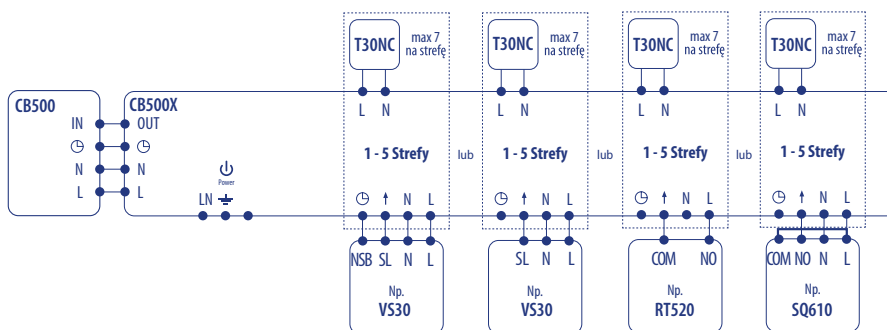 T30NC max 7 na strefę
T30NC max 7 na strefę
T30NC max 7 na strefę
T30NC max 7 na strefę
CB500
CB500X
L N
L N
L N
L N
IN OUT
N N
L L
1 - 5 Strefy lub 1 - 5 Strefy lub 1 - 5 Strefy lub 1 - 5 Strefy
Power
LN
N L
N L
N L
N L
NSB SL N L
SL N L
COM NO
COM NO N L
Np.
VS30
Np.
VS30
Np.
RT520
Np.
SQ610